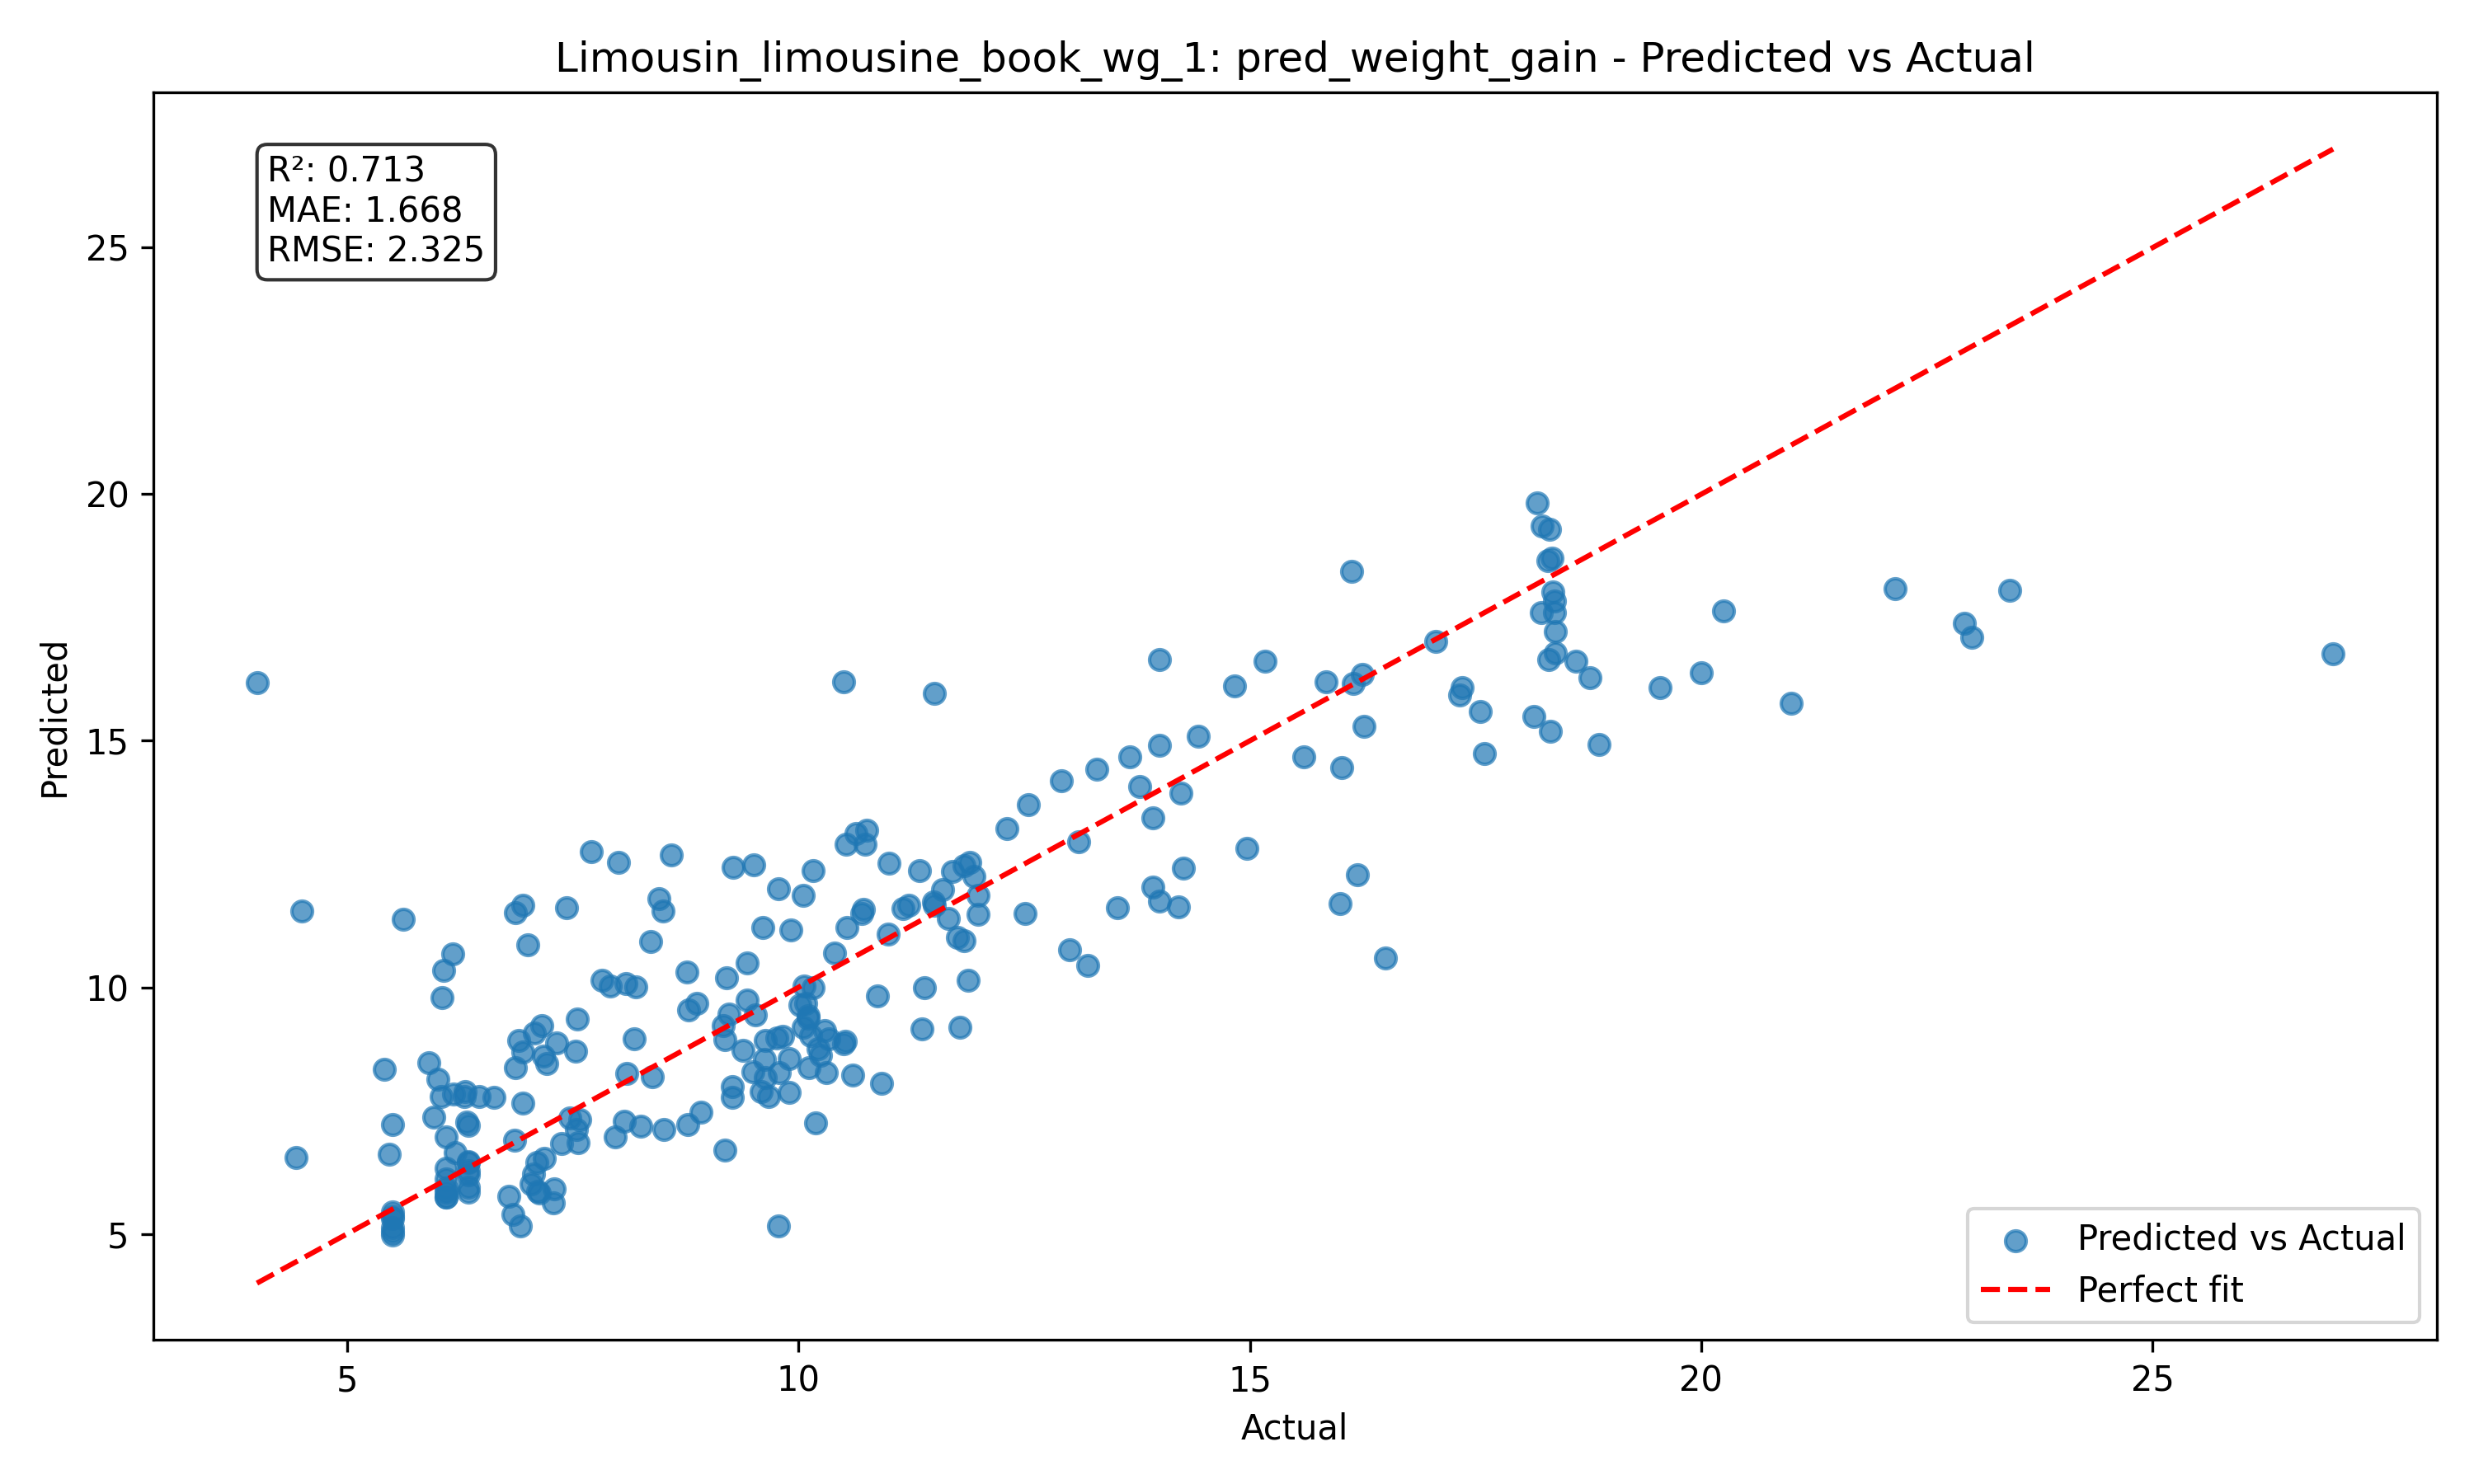 Limousin_limousine_book_wg_1: pred_weight_gain - Predicted vs Actual
R²: 0.713
MAE: 1.668
RMSE: 2.325
25
20
15
10
5
Predicted
5
10
15
20
25
Actual
Predicted vs Actual
Perfect fit